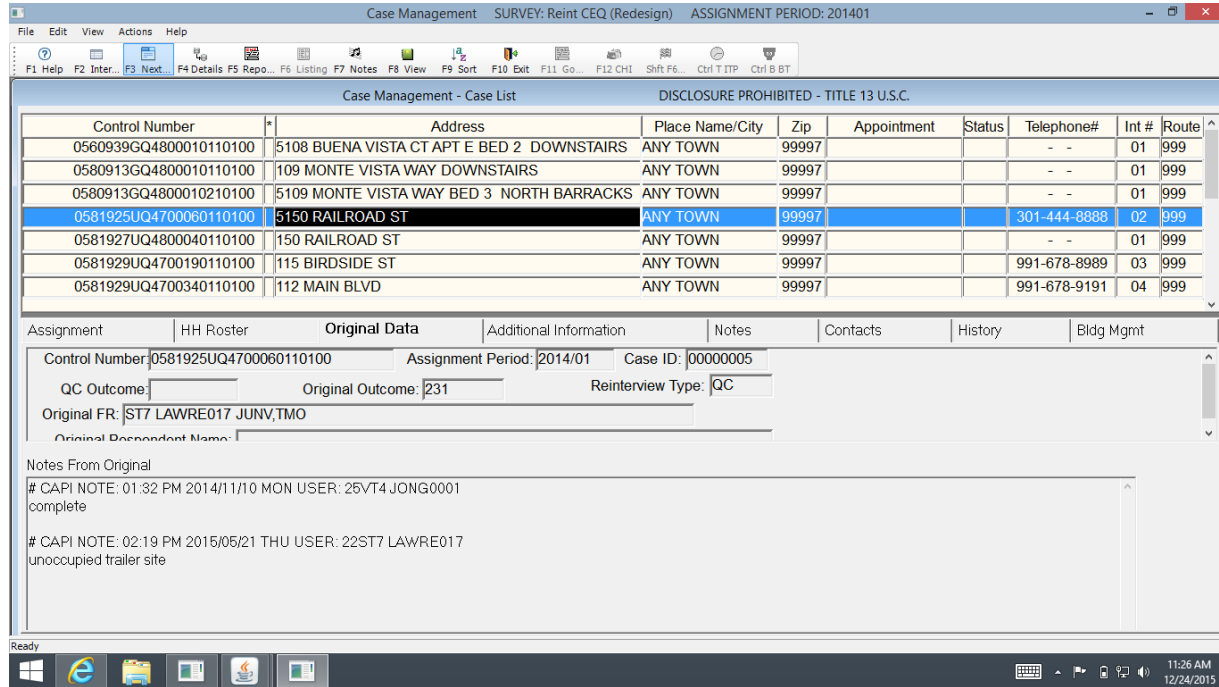 Case Management SURVEY: Reint CEQ (Redesign) ASSIGNMENT PERIOD: 201401
File Edit View Actions Help
F1 Help F2 Inter... F3 Next... F4 Details F5 Repo... F6 Listing F7 Notes F8 View F9 Sort F10 Exit F11 Go... F12 CHI Shft F6... Ctrl T ITP Ctrl B BT
Case Management - Case List DISCLOSURE PROHIBITED - TITLE 13 U.S.C.
Control Number * Address Place Name/City Zip Appointment Status Telephone# Int # Route
0560939GQ4800010110100 5108 BUENA VISTA CT APT E BED 2 DOWNSTAIRS ANY TOWN 99997 - - 01 999
0580913GQ4800010110100 109 MONTE VISTA WAY DOWNSTAIRS ANY TOWN 99997 - - 01 999
0580913GQ4800010210100 5109 MONTE VISTA WAY BED 3 NORTH BARRACKS ANY TOWN 99997 - - 01 999
0581925UQ4700060110100 5150 RAILROAD ST ANY TOWN 99997 301-444-8888 02 999
0581927UQ4800040110100 150 RAILROAD ST ANY TOWN 99997 - - 01 999
0581929UQ4700190110100 115 BIRDSIDE ST ANY TOWN 99997 991-678-8989 03 999
0581929UQ4700340110100 112 MAIN BLVD ANY TOWN 99997 991-678-9191 04 999
Assignment HH Roster Original Data Additional Information Notes Contacts History Bldg Mgmt
Control Number: 0581925UQ4700060110100 Assignment Period: 2014/01 Case ID: 00000005
QC Outcome: Original Outcome: 231 Reinterview Type: QC
Original FR: ST7 LAWRE017 JUNV,TMO
Original Respondent Name:
Notes From Original
# CAPI NOTE: 01:32 PM 2014/11/10 MON USER: 25VT4 JONG0001
complete
# CAPI NOTE: 02:19 PM 2015/05/21 THU USER: 22ST7 LAWRE017
unoccupied trailer site
Ready
11:26 AM
12/24/2015